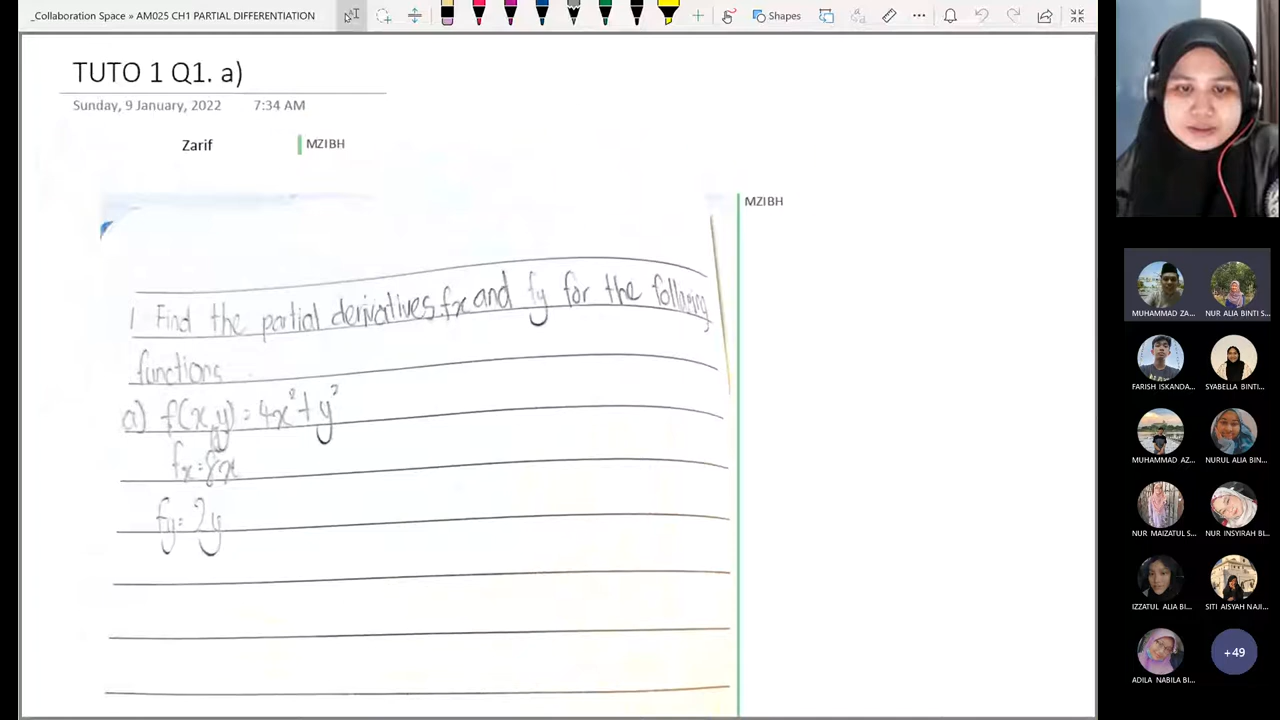 _Collaboration Space » AM025 CH1 PARTIAL DIFFERENTIATION
Shapes
TUTO 1 Q1. a)
Sunday, 9 January, 2022 7:34 AM
Zarif
MZIBH
MZIBH
1 Find the partial derivatives fx and fy for the following
functions
a) f(x,y) = 4x² + y²
fx = 8x
fy = 2y
MUHAMMAD ZA...
NUR ALIA BINTI S...
FARISH ISKANDA...
SYABELLA BINTI...
MUHAMMAD AZ...
NURUL ALIA BIN...
NUR MAIZATUL S...
NUR INSYIRAH BI...
IZZATUL ALIA BI...
SITI AISYAH NAJI...
ADILA NABILA BI...
+49